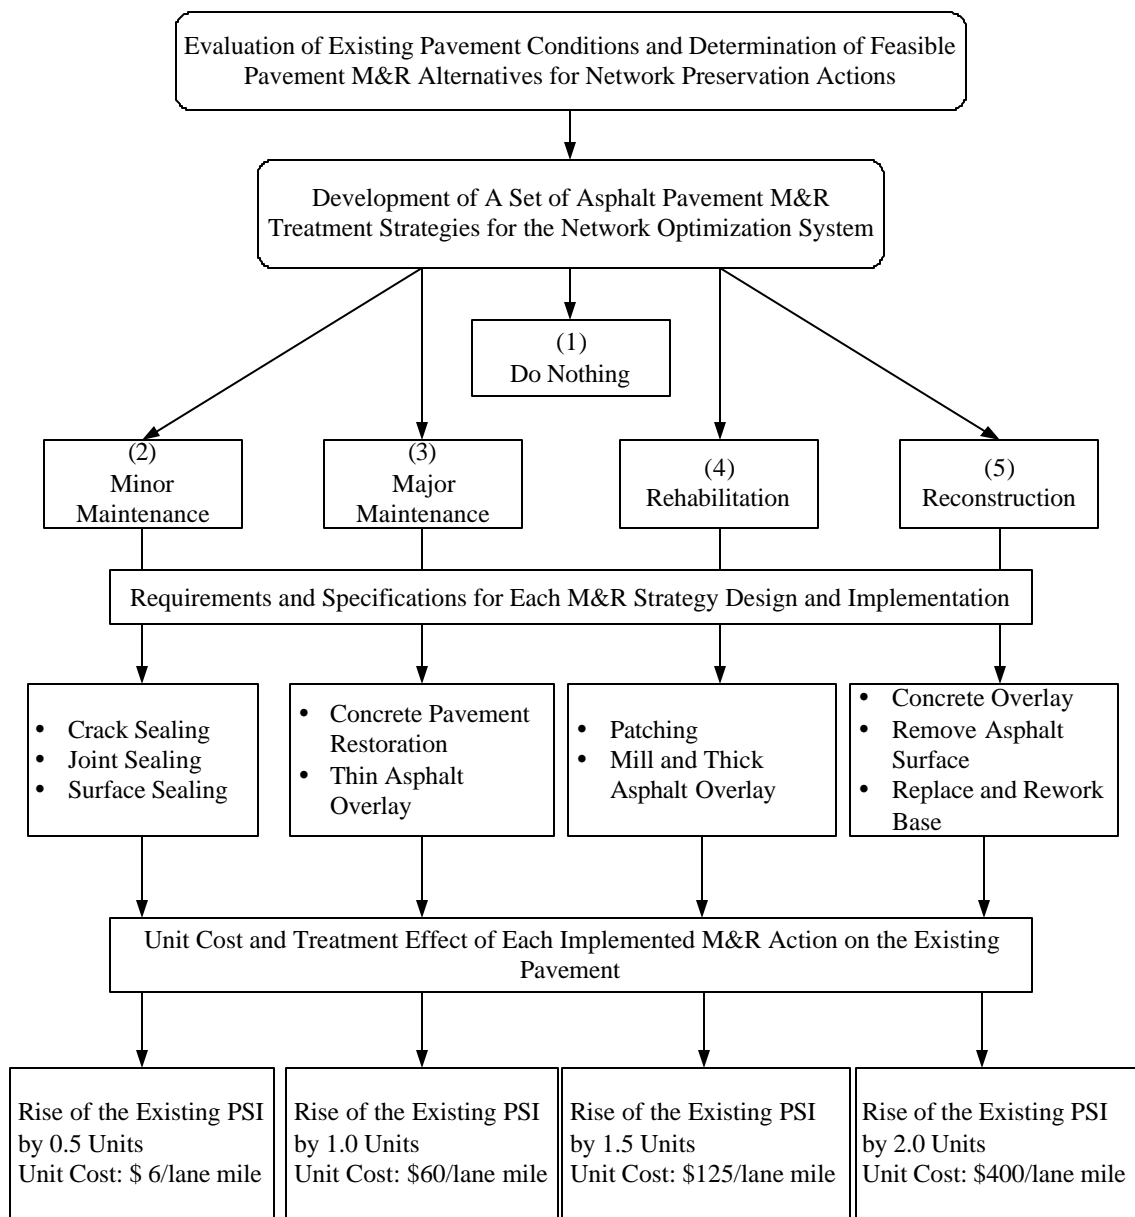 Evaluation of Existing Pavement Conditions and Determination of Feasible
Pavement M&R Alternatives for Network Preservation Actions
Development of A Set of Asphalt Pavement M&R
Treatment Strategies for the Network Optimization System
(1)
Do Nothing
(2)
Minor
Maintenance
(3)
Major
Maintenance
(4)
Rehabilitation
(5)
Reconstruction
Requirements and Specifications for Each M&R Strategy Design and Implementation
• Crack Sealing
• Joint Sealing
• Surface Sealing
• Concrete Pavement
Restoration
• Thin Asphalt
Overlay
• Patching
• Mill and Thick
Asphalt Overlay
• Concrete Overlay
• Remove Asphalt
Surface
• Replace and Rework
Base
Unit Cost and Treatment Effect of Each Implemented M&R Action on the Existing
Pavement
Rise of the Existing PSI
by 0.5 Units
Unit Cost: $ 6/lane mile
Rise of the Existing PSI
by 1.0 Units
Unit Cost: $60/lane mile
Rise of the Existing PSI
by 1.5 Units
Unit Cost: $125/lane mile
Rise of the Existing PSI
by 2.0 Units
Unit Cost: $400/lane mile